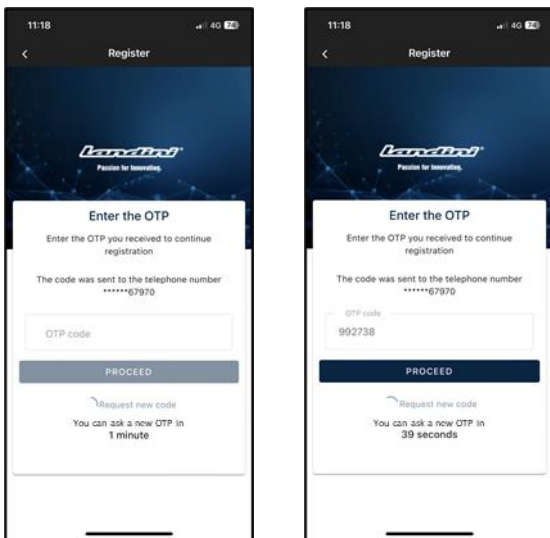 11:18
4G 74
Register
Landini
Passion for Innovating.
Enter the OTP
Enter the OTP you received to continue
registration
The code was sent to the telephone number
******67970
OTP code
PROCEED
Request new code
You can ask a new OTP in
1 minute
11:18
4G 74
Register
Landini
Passion for Innovating.
Enter the OTP
Enter the OTP you received to continue
registration
The code was sent to the telephone number
******67970
OTP code
992738
PROCEED
Request new code
You can ask a new OTP in
39 seconds